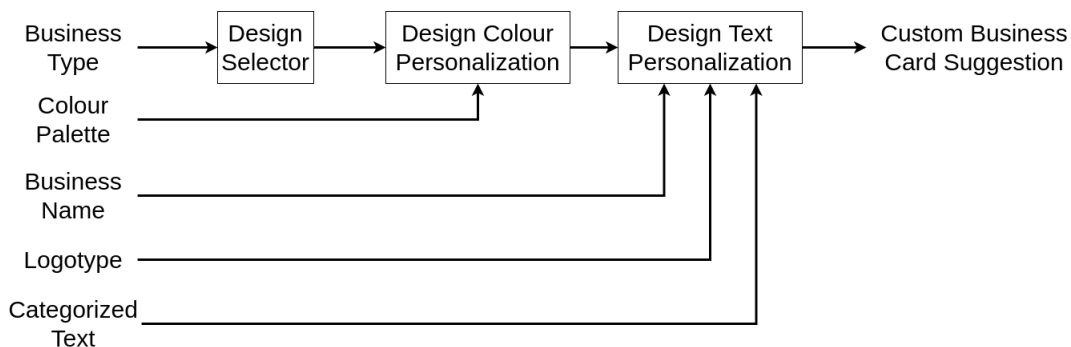 Business
Type
Design
Selector
Design Colour
Personalization
Design Text
Personalization
Custom Business
Card Suggestion
Colour
Palette
Business
Name
Logotype
Categorized
Text